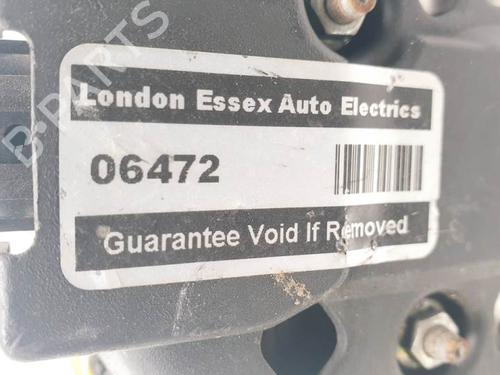 London Essex Auto Electrics
06472
Guarantee Void If Removed
B-PARTS